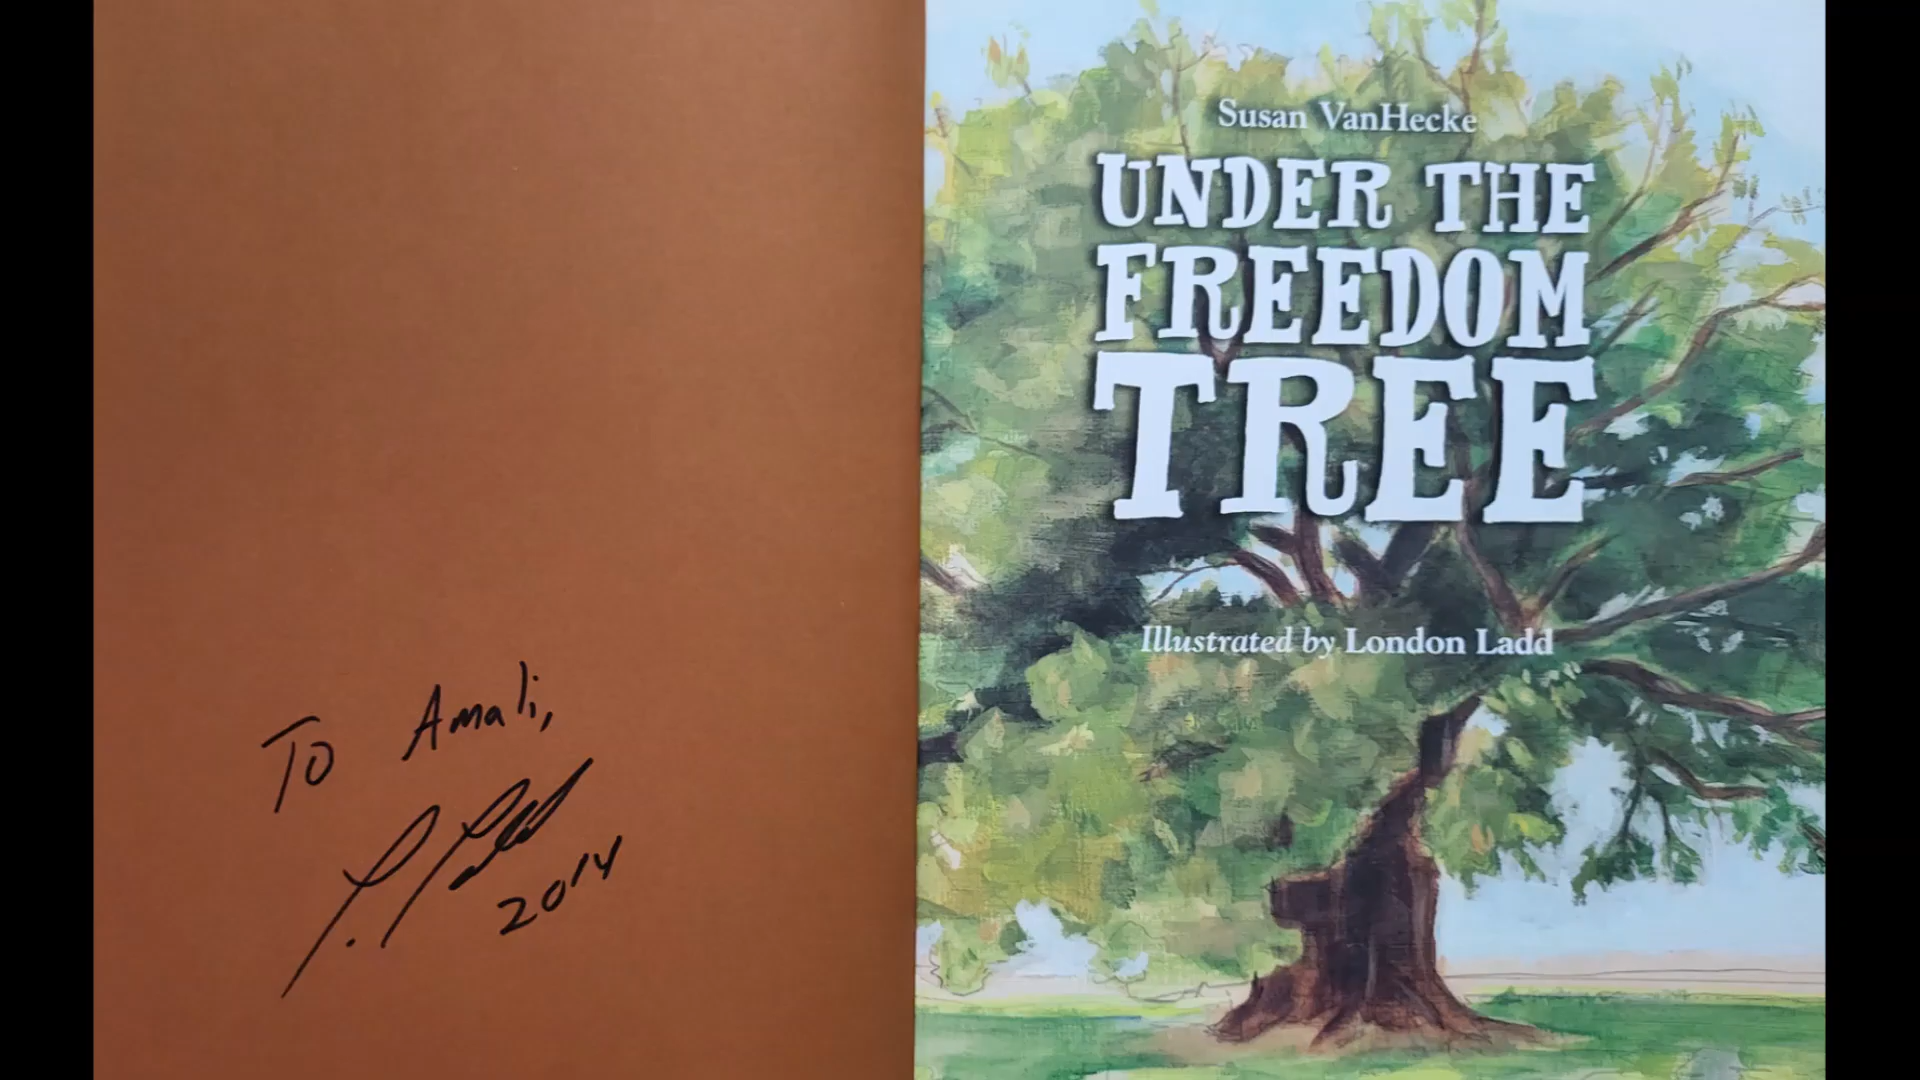 To Amali,
2014
Susan VanHecke
UNDER THE
FREEDOM
TREE
Illustrated by London Ladd